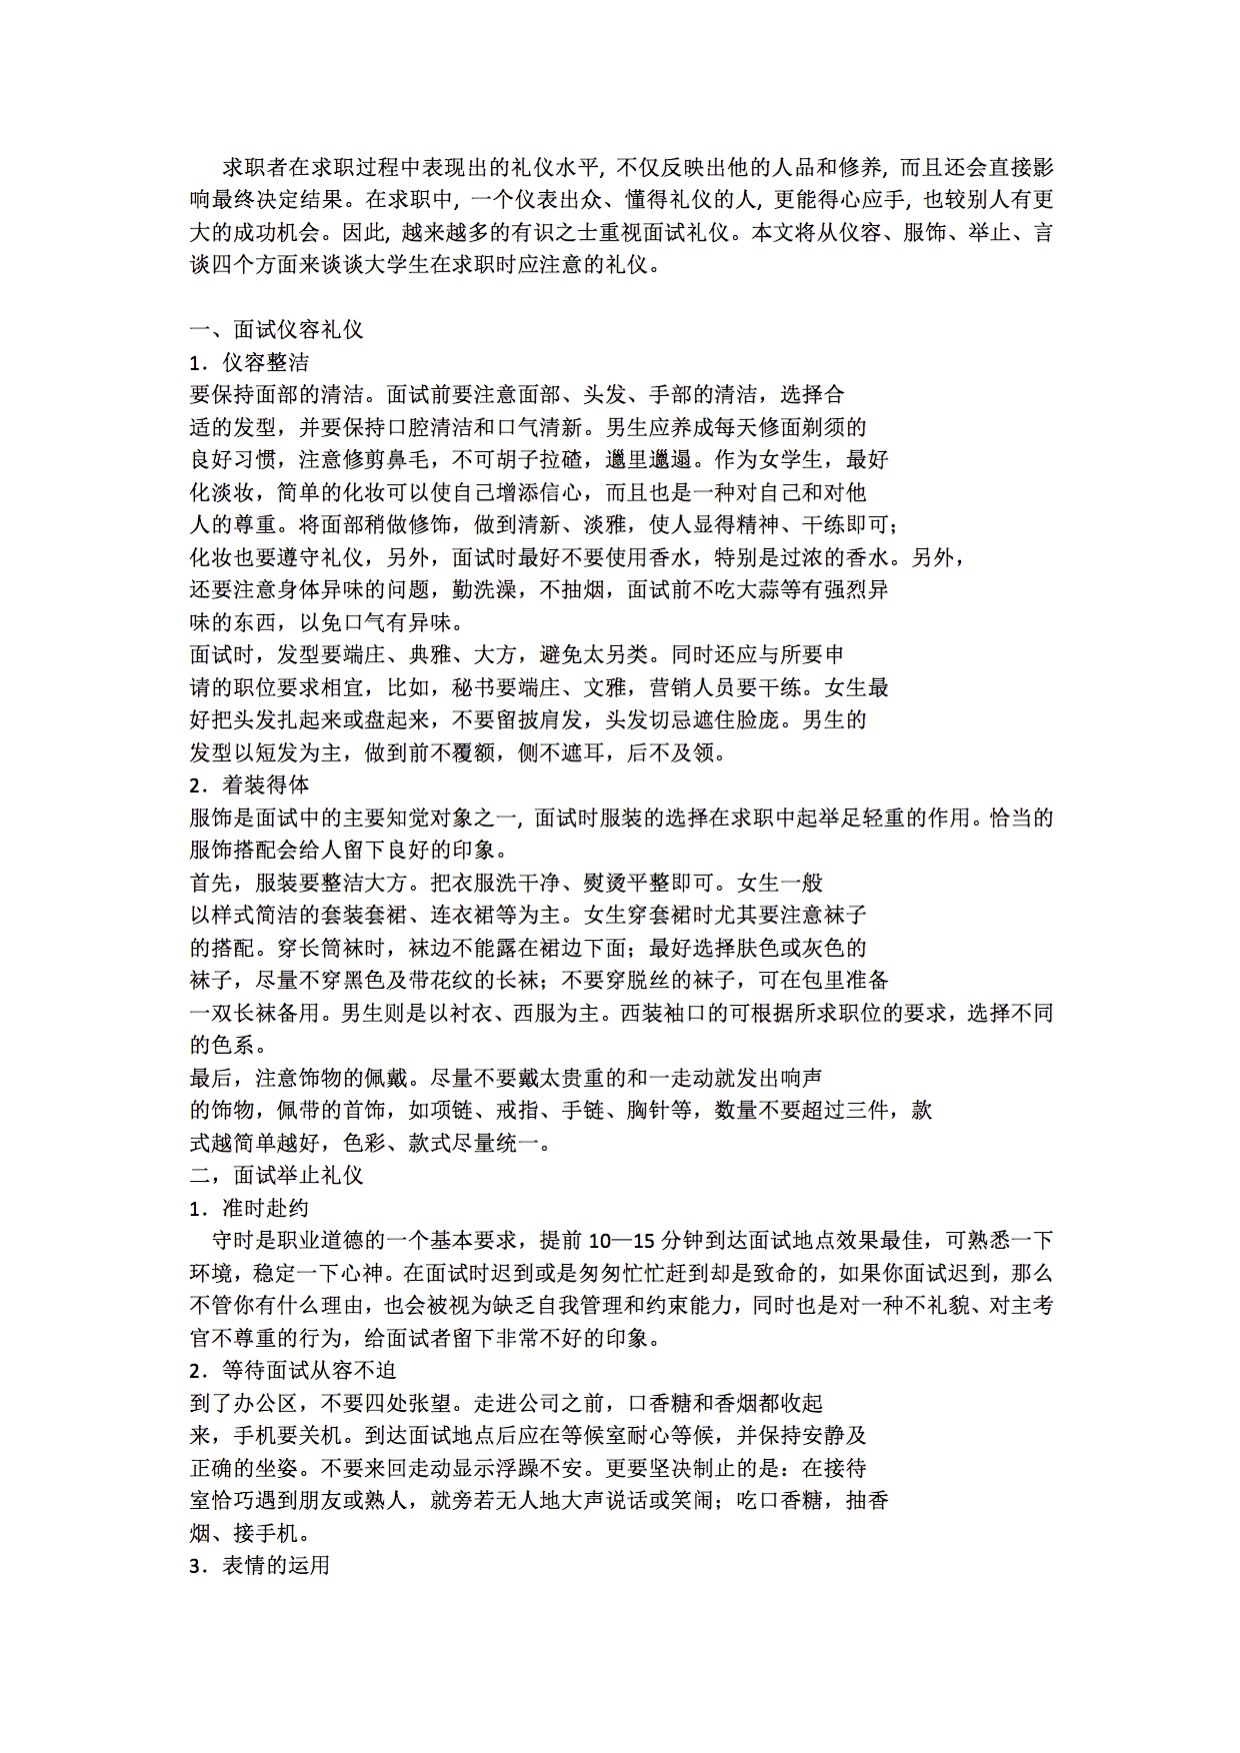 求职者在求职过程中表现出的礼仪水平, 不仅反映出他的人品和修养, 而且还会直接影
响最终决定结果。在求职中, 一个仪表出众、懂得礼仪的人, 更能得心应手, 也较别人有更
大的成功机会。因此, 越来越多的有识之士重视面试礼仪。本文将从仪容、服饰、举止、言
谈四个方面来谈谈大学生在求职时应注意的礼仪。
一、面试仪容礼仪
1．仪容整洁
要保持面部的清洁。面试前要注意面部、头发、手部的清洁，选择合
适的发型，并要保持口腔清洁和口气清新。男生应养成每天修面剃须的
良好习惯，注意修剪鼻毛，不可胡子拉碴，邋里邋遢。作为女学生，最好
化淡妆，简单的化妆可以使自己增添信心，而且也是一种对自己和对他
人的尊重。将面部稍做修饰，做到清新、淡雅，使人显得精神、干练即可；
化妆也要遵守礼仪，另外，面试时最好不要使用香水，特别是过浓的香水。另外，
还要注意身体异味的问题，勤洗澡，不抽烟，面试前不吃大蒜等有强烈异
味的东西，以免口气有异味。
面试时，发型要端庄、典雅、大方，避免太另类。同时还应与所要申
请的职位要求相宜，比如，秘书要端庄、文雅，营销人员要干练。女生最
好把头发扎起来或盘起来，不要留披肩发，头发切忌遮住脸庞。男生的
发型以短发为主，做到前不覆额，侧不遮耳，后不及领。
2．着装得体
服饰是面试中的主要知觉对象之一, 面试时服装的选择在求职中起举足轻重的作用。恰当的
服饰搭配会给人留下良好的印象。
首先，服装要整洁大方。把衣服洗干净、熨烫平整即可。女生一般
以样式简洁的套装套裙、连衣裙等为主。女生穿套裙时尤其要注意袜子
的搭配。穿长筒袜时，袜边不能露在裙边下面；最好选择肤色或灰色的
袜子，尽量不穿黑色及带花纹的长袜；不要穿脱丝的袜子，可在包里准备
一双长袜备用。男生则是以衬衣、西服为主。西装袖口的可根据所求职位的要求，选择不同
的色系。
最后，注意饰物的佩戴。尽量不要戴太贵重的和一走动就发出响声
的饰物，佩带的首饰，如项链、戒指、手链、胸针等，数量不要超过三件，款
式越简单越好，色彩、款式尽量统一。
二，面试举止礼仪
1．准时赴约
守时是职业道德的一个基本要求，提前 10—15 分钟到达面试地点效果最佳，可熟悉一下
环境，稳定一下心神。在面试时迟到或是匆匆忙忙赶到却是致命的，如果你面试迟到，那么
不管你有什么理由，也会被视为缺乏自我管理和约束能力，同时也是对一种不礼貌、对主考
官不尊重的行为，给面试者留下非常不好的印象。
2．等待面试从容不迫
到了办公区，不要四处张望。走进公司之前，口香糖和香烟都收起
来，手机要关机。到达面试地点后应在等候室耐心等候，并保持安静及
正确的坐姿。不要来回走动显示浮躁不安。更要坚决制止的是：在接待
室恰巧遇到朋友或熟人，就旁若无人地大声说话或笑闹；吃口香糖，抽香
烟、接手机。
3．表情的运用